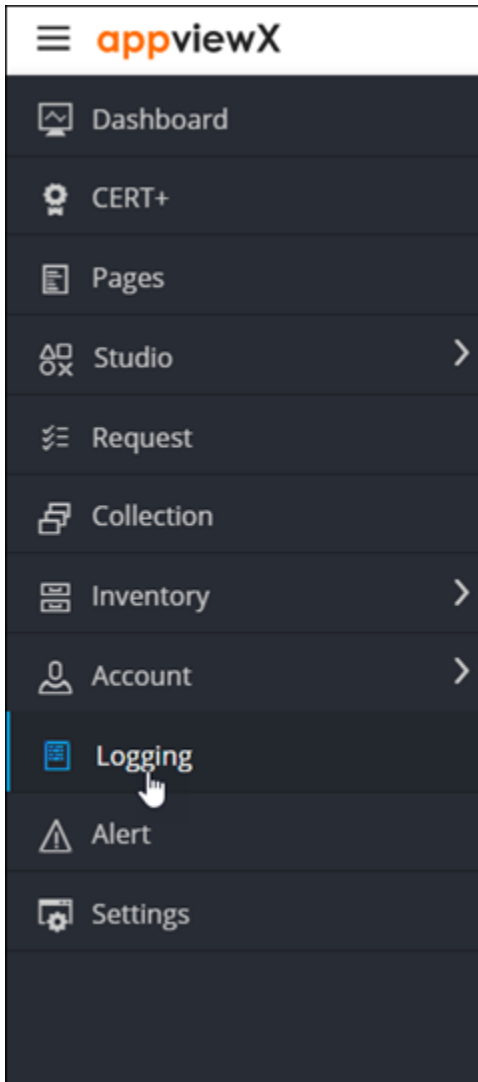 appviewX
Dashboard
CERT+
Pages
Studio
Request
Collection
Inventory
Account
Logging
Alert
Settings